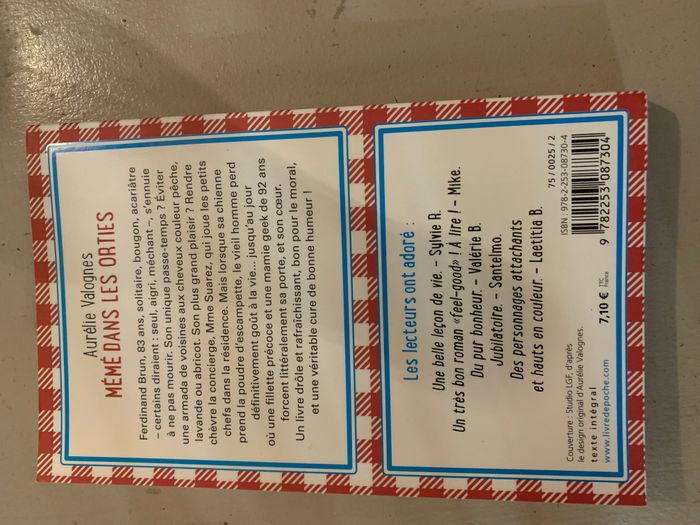 Aurélie Valognes
MÉMÉ DANS LES ORTIES
Ferdinand Brun, 83 ans, solitaire, bougon, acariâtre
– certains diraient : seul, aigri, méchant –, s'ennuie
à ne pas mourir. Son unique passe-temps ? Éviter
une armada de voisines aux cheveux couleur pêche,
lavande ou abricot. Son plus grand plaisir ? Rendre
chèvre la concierge, Mme Suarez, qui joue les petits
chefs dans la résidence. Mais lorsque sa chienne
prend la poudre d'escampette, le vieil homme perd
définitivement goût à la vie... jusqu'au jour
où une fillette précoce et une mamie geek de 92 ans
forcent littéralement sa porte, et son cœur.
Un livre drôle et rafraîchissant, bon pour le moral,
et une véritable cure de bonne humeur !
Les lecteurs ont adoré :
Une belle leçon de vie. – Sylvie R.
Un très bon roman «feel-good» ! À lire ! – Mike.
Du pur bonheur. – Valérie B.
Jubilatoire. – Santelmo.
Des personnages attachants
et hauts en couleur. – Laetitia B.
Couverture : Studio LGF, d'après
le design original d'Aurélie Valognes.
texte intégral
www.livredepoche.com
7,10 € TTC
France
75 / 0025 / 2
ISBN : 978-2-253-08730-4
9 782253 087304